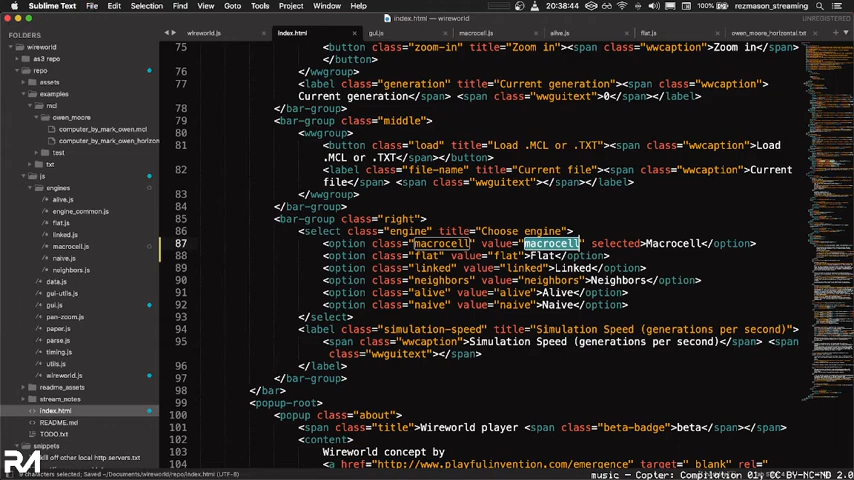 Sublime Text File Edit Selection Find View Goto Tools Project Window Help 100% rezmason_streaming 20:38:44
index.html
UNREGISTERED
wireworld.js index.html gui.js macrocell.js alive.js flat.js owen_moore_horizontal.txt
FOLDERS
wireworld
as3 repo
repo
assets
examples
mcl
owen_moore
computer_by_mark_owen.mcl
computer_by_mark_owen_horizon
test
txt
js
engines
alive.js
engine_common.js
flat.js
linked.js
macrocell.js
naive.js
neighbors.js
data.js
gui-utils.js
gui.js
pan-zoom.js
paper.js
parse.js
timing.js
utils.js
wireworld.js
readme_assets
stream_notes
index.html
README.md
TODO.txt
snippets
kill off other local http servers.txt
75 <button class="zoom-in" title="Zoom in"><span class="wwcaption">Zoom in</span>
</button>
76 </wwgroup>
77 <label class="generation" title="Current generation"><span class="wwcaption">
Current generation</span> <span class="wwguitext">0</span></label>
78 </bar-group>
79 <bar-group class="middle">
80 <wwgroup>
81 <button class="load" title="Load .MCL or .TXT"><span class="wwcaption">Load
.MCL or .TXT</span></button>
82 <label class="file-name" title="Current file"><span class="wwcaption">Current
file</span> <span class="wwguitext"></span></label>
83 </wwgroup>
84 </bar-group>
85 <bar-group class="right">
86 <select class="engine" title="Choose engine">
87 <option class="macrocell" value="macrocell" selected>Macrocell</option>
88 <option class="flat" value="flat">Flat</option>
89 <option class="linked" value="linked">Linked</option>
90 <option class="neighbors" value="neighbors">Neighbors</option>
91 <option class="alive" value="alive">Alive</option>
92 <option class="naive" value="naive">Naive</option>
93 </select>
94 <label class="simulation-speed" title="Simulation Speed (generations per second)">
95 <span class="wwcaption">Simulation Speed (generations per second)</span> <span
class="wwguitext"></span>
96 </label>
97 </bar-group>
98 </bar>
99 <popup-root>
100 <popup class="about">
101 <span class="title">Wireworld player <span class="beta-badge">beta</span></span>
102 <content>
103 Wireworld concept by
104 <a href="http://www.playfulinvention.com/emergence" target="_blank" rel="
RM
9 characters selected; Saved ~/Documents/wireworld/repo/index.html (UTF-8)
music - Copter: Compilation 01, CC BY-NC-ND 2.0